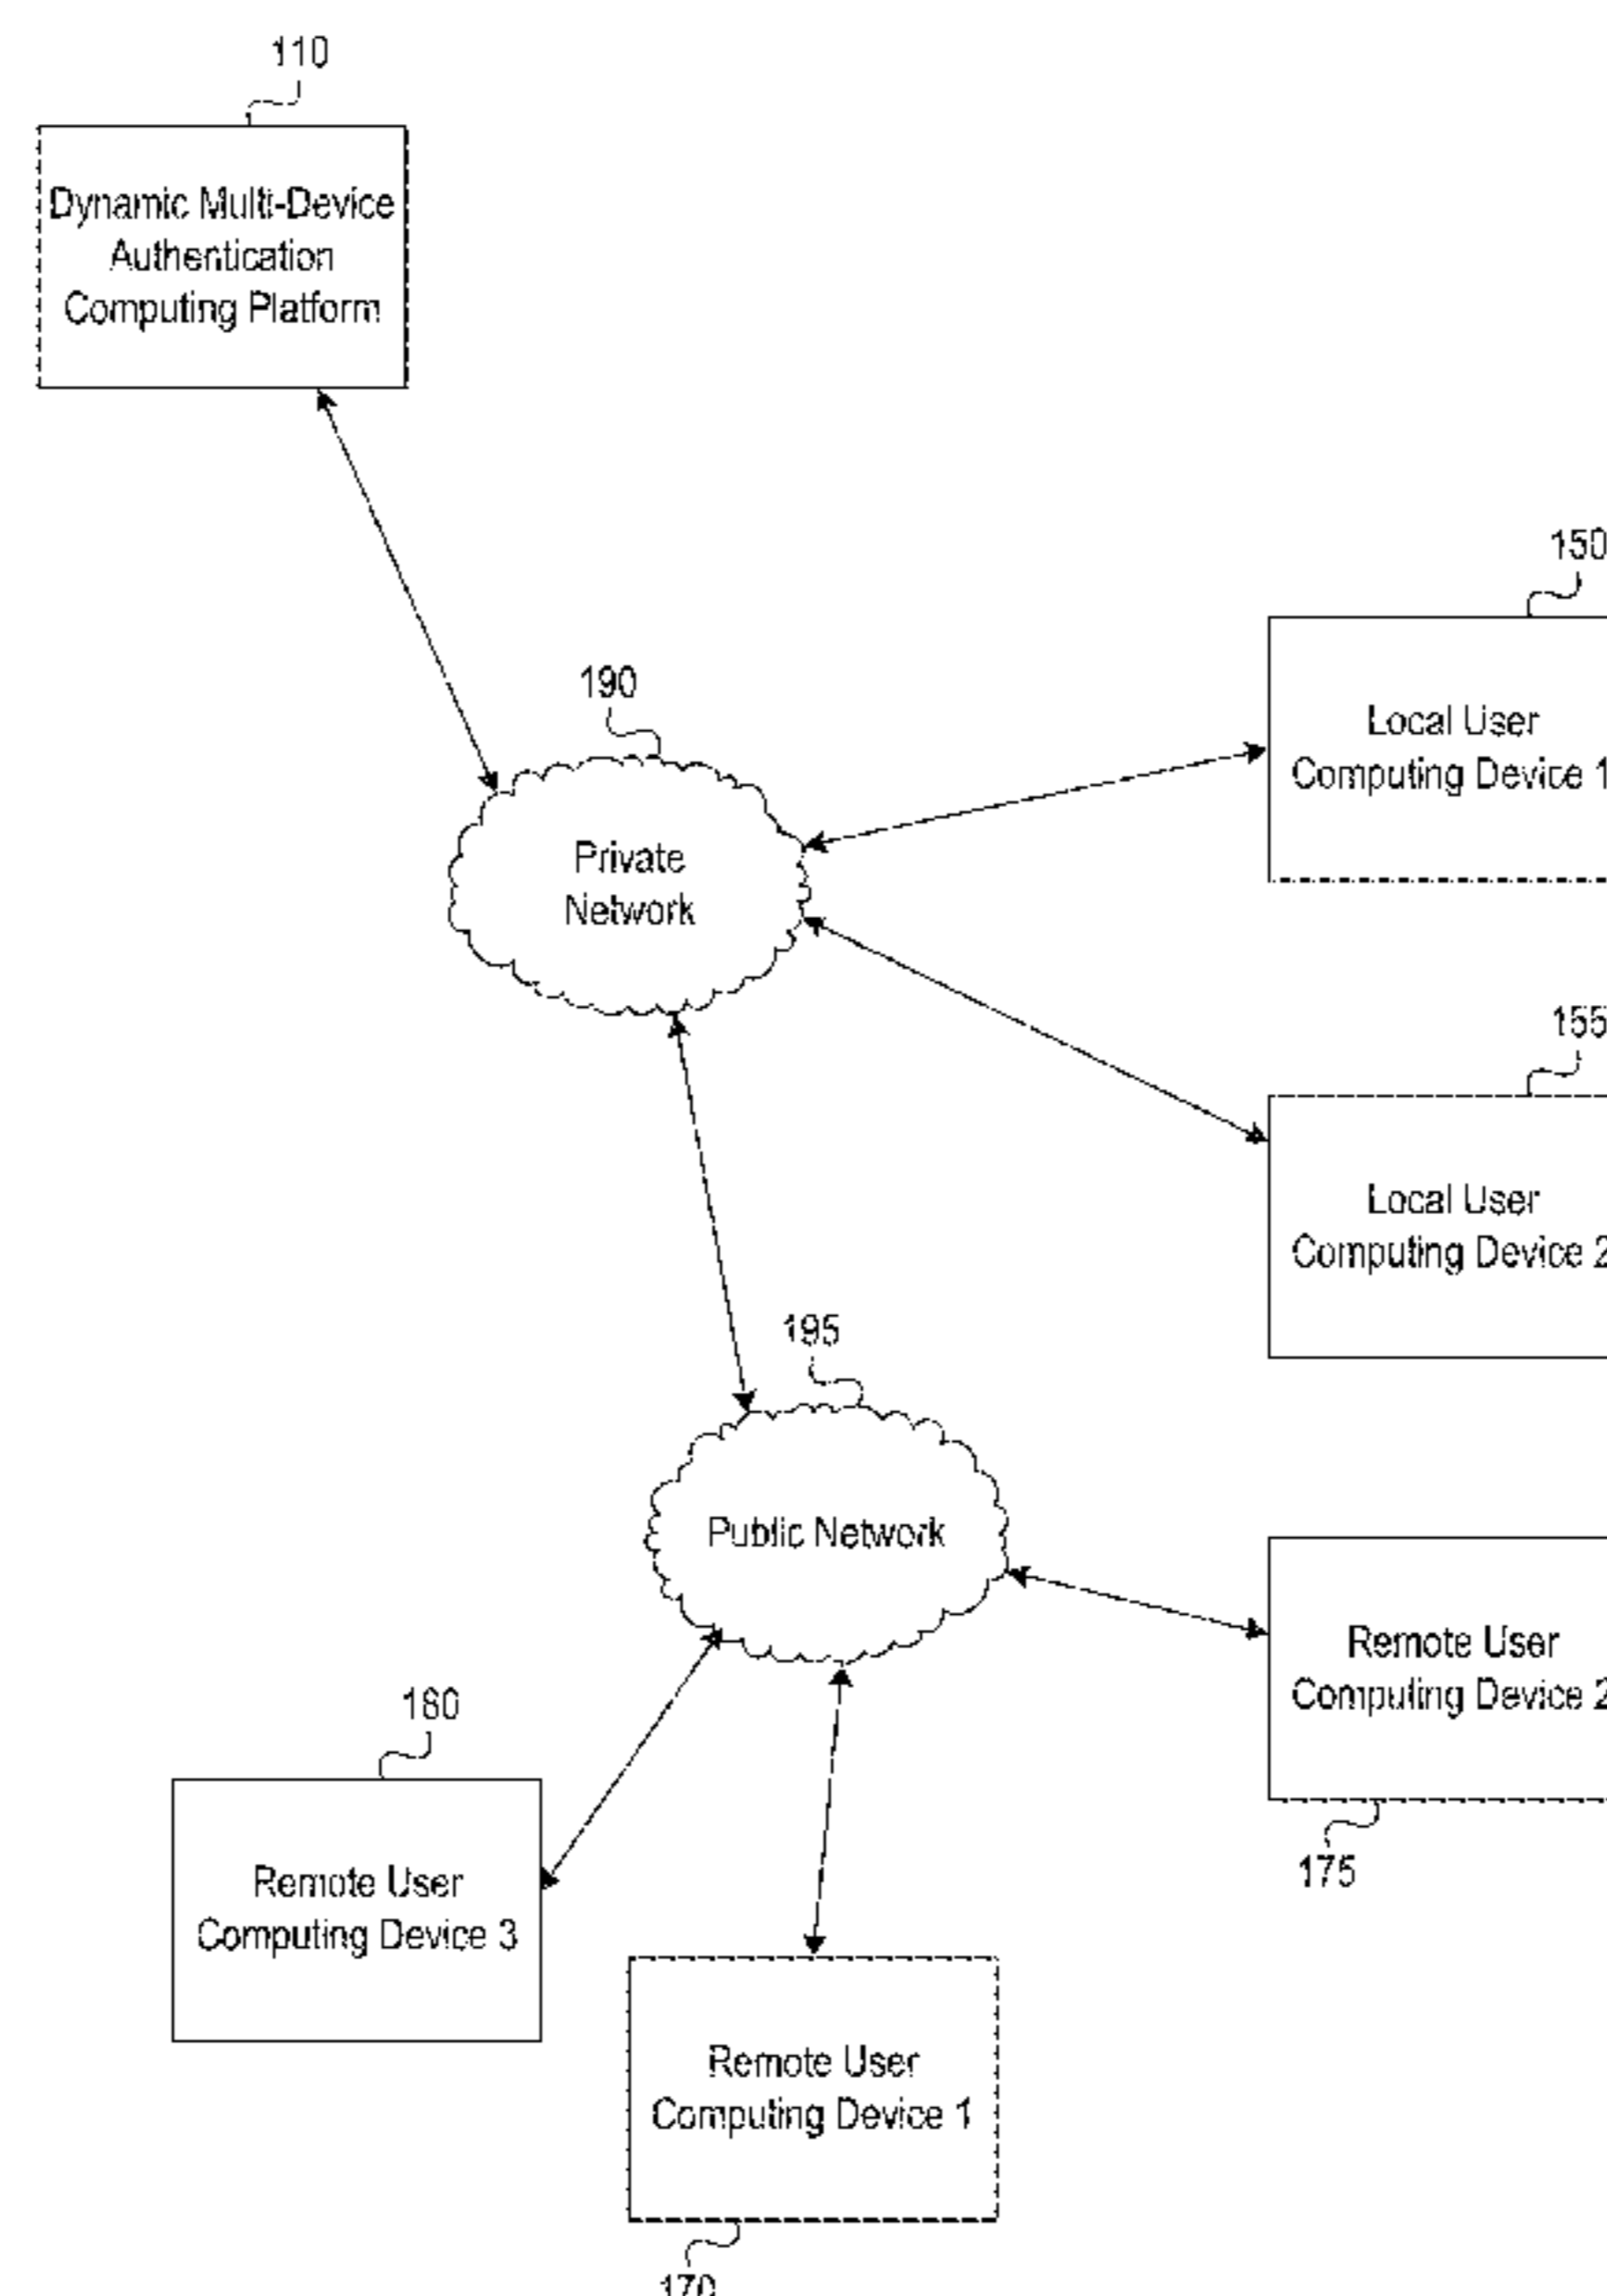 110
Dynamic Multi-Device
Authentication
Computing Platform
150
190
Local User
Computing Device 1
Private
Network
155
Local User
Computing Device 2
195
Public Network
Remote User
Computing Device 2
175
180
Remote User
Computing Device 3
Remote User
Computing Device 1
170